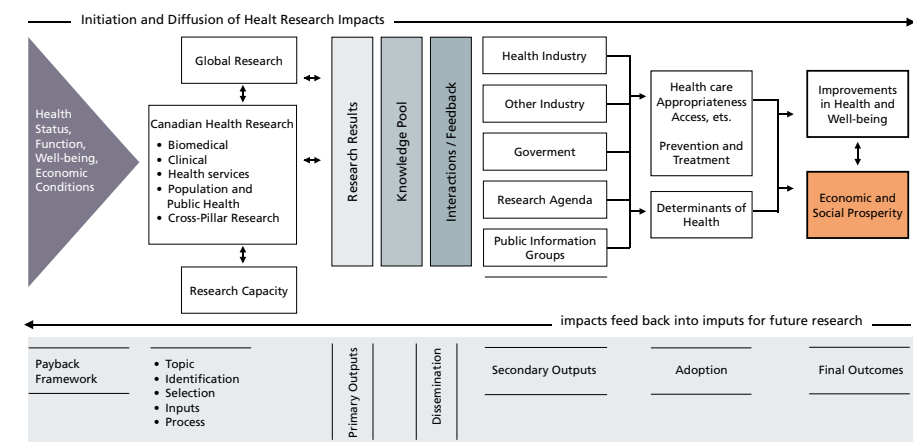 Initiation and Diffusion of Healt Research Impacts
Health
Status,
Function,
Well-being,
Economic
Conditions
Global Research
Canadian Health Research
• Biomedical
• Clinical
• Health services
• Population and
Public Health
• Cross-Pillar Research
Research Capacity
Research Results
Knowledge Pool
Interactions / Feedback
Health Industry
Other Industry
Goverment
Research Agenda
Public Information
Groups
Health care
Appropriateness
Access, etc.
Prevention and
Treatment
Determinants of
Health
Improvements
in Health and
Well-being
Economic and
Social Prosperity
impacts feed back into imputs for future research
Payback
Framework
• Topic
• Identification
• Selection
• Inputs
• Process
Primary Outputs
Dissemination
Secondary Outputs
Adoption
Final Outcomes